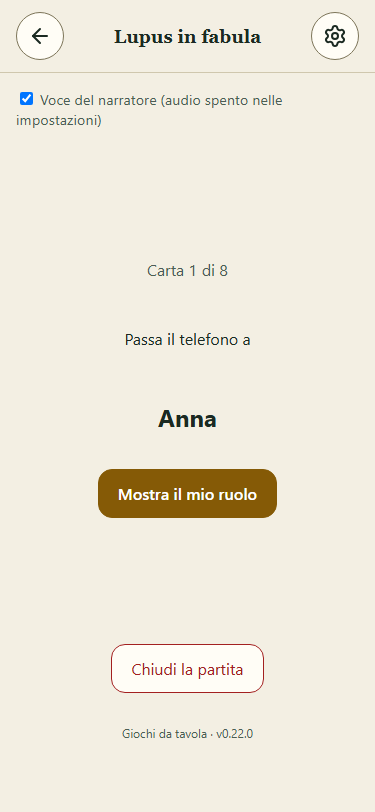 Lupus in fabula
Voce del narratore (audio spento nelle
impostazioni)
Carta 1 di 8
Passa il telefono a
Anna
Mostra il mio ruolo
Chiudi la partita
Giochi da tavola · v0.22.0